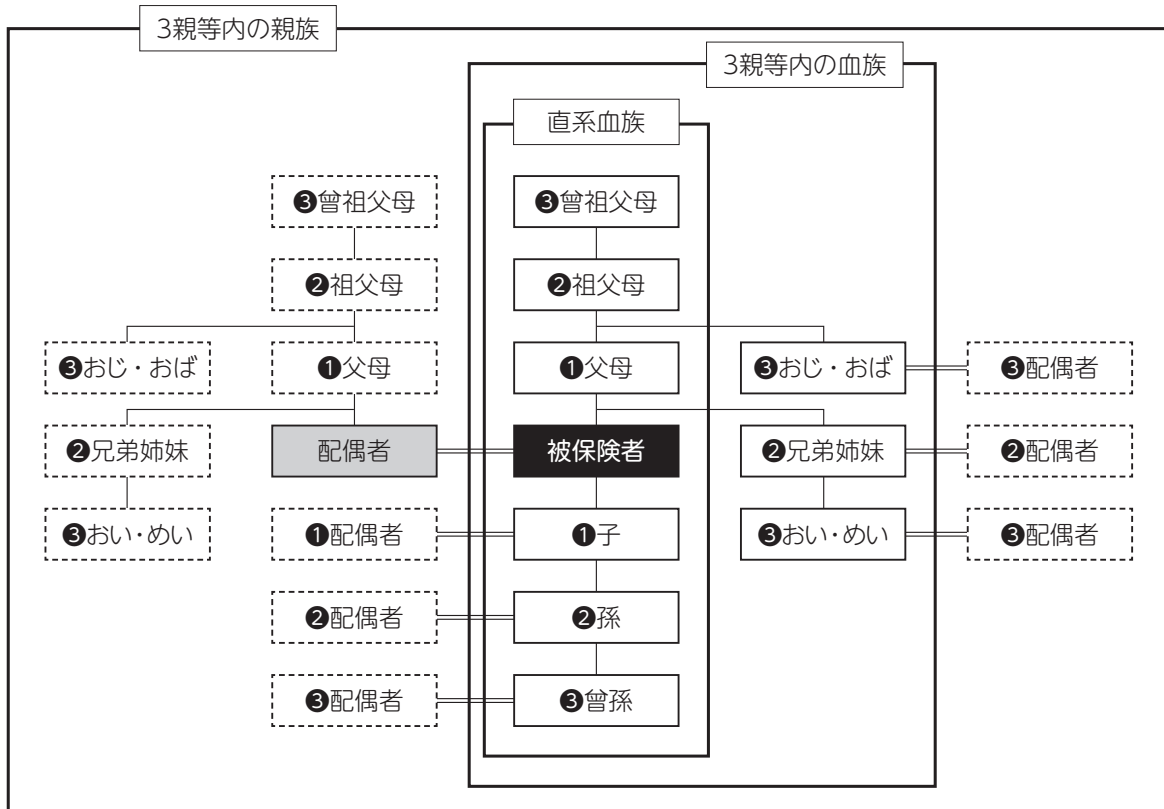 3親等内の親族
3親等内の血族
直系血族
❸曾祖父母
❸曾祖父母
❷祖父母
❷祖父母
❸おじ・おば
❶父母
❶父母
❸おじ・おば
❸配偶者
❷兄弟姉妹
配偶者
被保険者
❷兄弟姉妹
❷配偶者
❸おい・めい
❶配偶者
❶子
❸おい・めい
❸配偶者
❷配偶者
❷孫
❸配偶者
❸曾孫